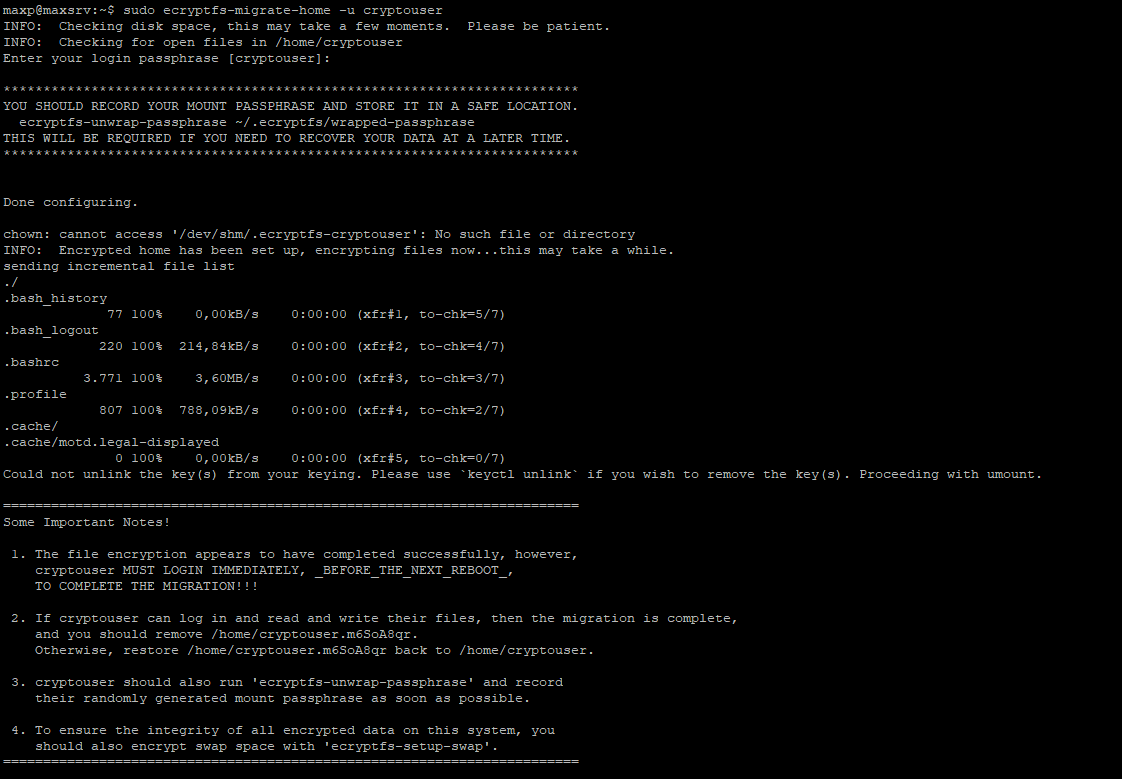 maxp@maxsrv:~$ sudo ecryptfs-migrate-home -u cryptouser
INFO:  Checking disk space, this may take a few moments.  Please be patient.
INFO:  Checking for open files in /home/cryptouser
Enter your login passphrase [cryptouser]:
************************************************************************
YOU SHOULD RECORD YOUR MOUNT PASSPHRASE AND STORE IT IN A SAFE LOCATION.
  ecryptfs-unwrap-passphrase ~/.ecryptfs/wrapped-passphrase
THIS WILL BE REQUIRED IF YOU NEED TO RECOVER YOUR DATA AT A LATER TIME.
************************************************************************
Done configuring.
chown: cannot access '/dev/shm/.ecryptfs-cryptouser': No such file or directory
INFO:  Encrypted home has been set up, encrypting files now...this may take a while.
sending incremental file list
./
.bash_history
             77 100%    0,00kB/s    0:00:00 (xfr#1, to-chk=5/7)
.bash_logout
            220 100%  214,84kB/s    0:00:00 (xfr#2, to-chk=4/7)
.bashrc
          3.771 100%    3,60MB/s    0:00:00 (xfr#3, to-chk=3/7)
.profile
            807 100%  788,09kB/s    0:00:00 (xfr#4, to-chk=2/7)
.cache/
.cache/motd.legal-displayed
              0 100%    0,00kB/s    0:00:00 (xfr#5, to-chk=0/7)
Could not unlink the key(s) from your keying. Please use `keyctl unlink` if you wish to remove the key(s). Proceeding with umount.
========================================================================
Some Important Notes!
 1. The file encryption appears to have completed successfully, however,
    cryptouser MUST LOGIN IMMEDIATELY, _BEFORE_THE_NEXT_REBOOT_,
    TO COMPLETE THE MIGRATION!!!
 2. If cryptouser can log in and read and write their files, then the migration is complete,
    and you should remove /home/cryptouser.m6SoA8qr.
    Otherwise, restore /home/cryptouser.m6SoA8qr back to /home/cryptouser.
 3. cryptouser should also run 'ecryptfs-unwrap-passphrase' and record
    their randomly generated mount passphrase as soon as possible.
 4. To ensure the integrity of all encrypted data on this system, you
    should also encrypt swap space with 'ecryptfs-setup-swap'.
========================================================================